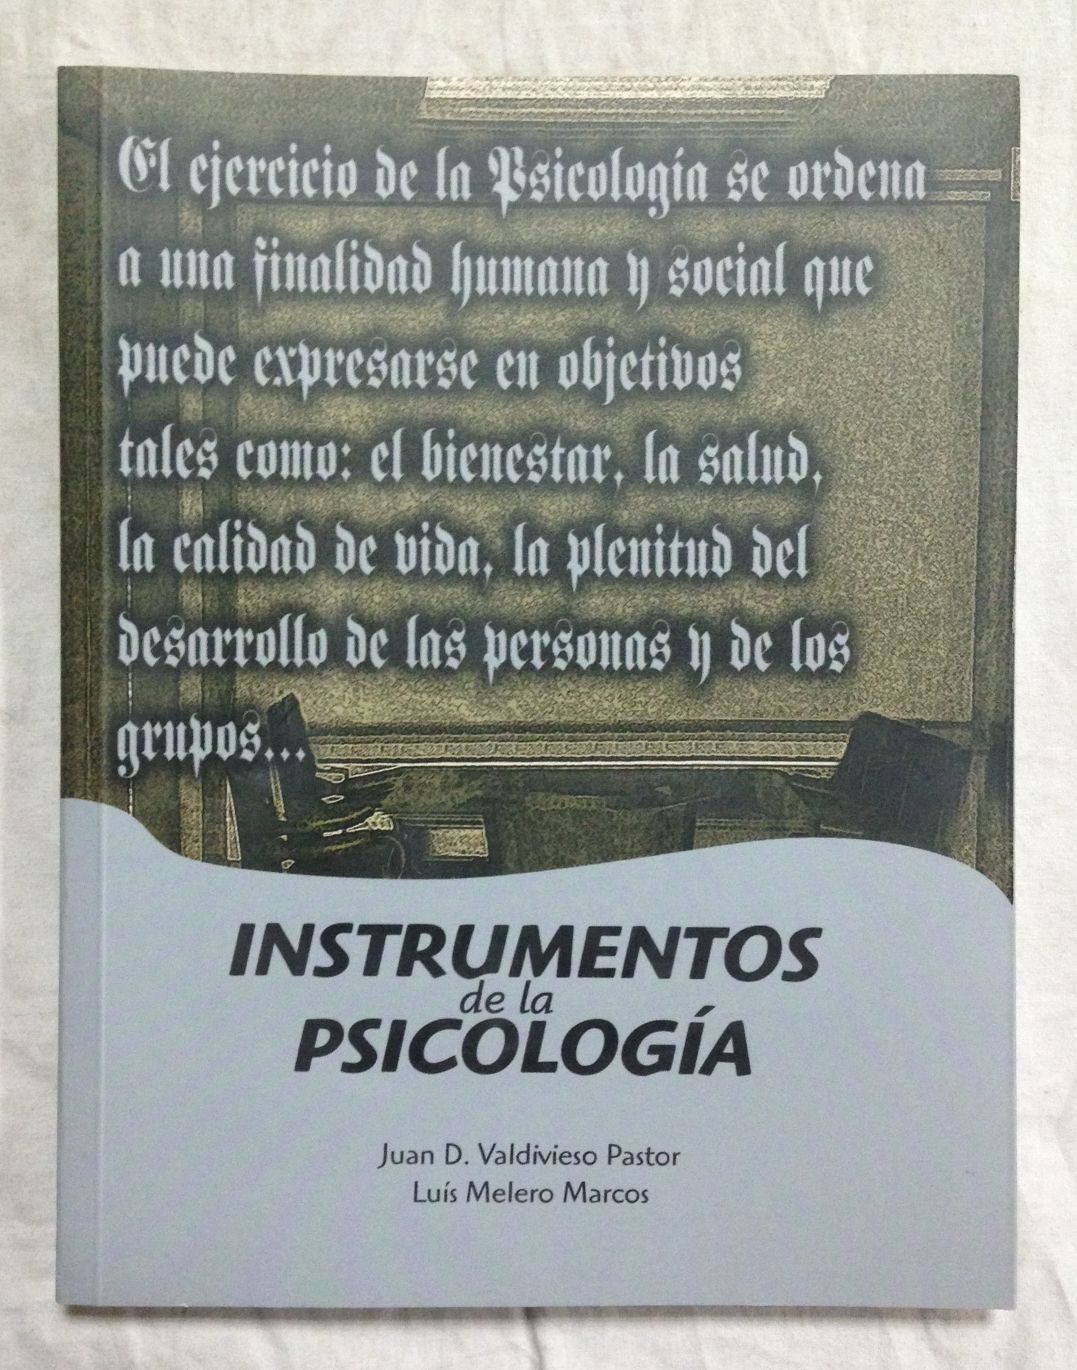 El ejercicio de la Psicología se ordena
a una finalidad humana y social que
puede expresarse en objetivos
tales como: el bienestar, la salud,
la calidad de vida, la plenitud del
desarrollo de las personas y de los
grupos...
INSTRUMENTOS
de la
PSICOLOGÍA
Juan D. Valdivieso Pastor
Luís Melero Marcos